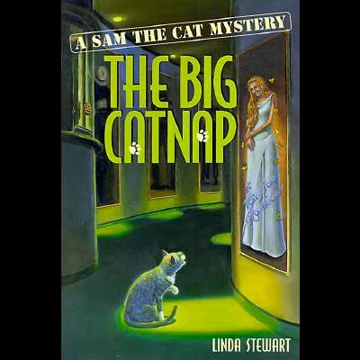 A SAM THE CAT MYSTERY
THE BIG
CATNAP
LINDA STEWART